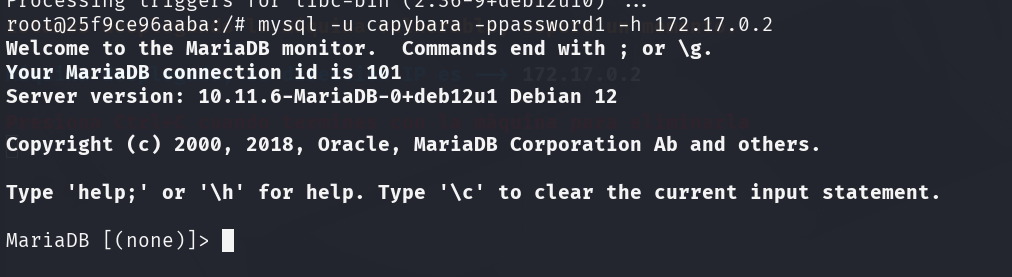 Processing triggers for libc-bin (2.36-9+deb12u10) ...
root@25f9ce96aaba:/# mysql -u capybara -ppassword1 -h 172.17.0.2
Welcome to the MariaDB monitor.  Commands end with ; or \g.
Your MariaDB connection id is 101
Server version: 10.11.6-MariaDB-0+deb12u1 Debian 12
Copyright (c) 2000, 2018, Oracle, MariaDB Corporation Ab and others.
Type 'help;' or '\h' for help. Type '\c' to clear the current input statement.
MariaDB [(none)]>